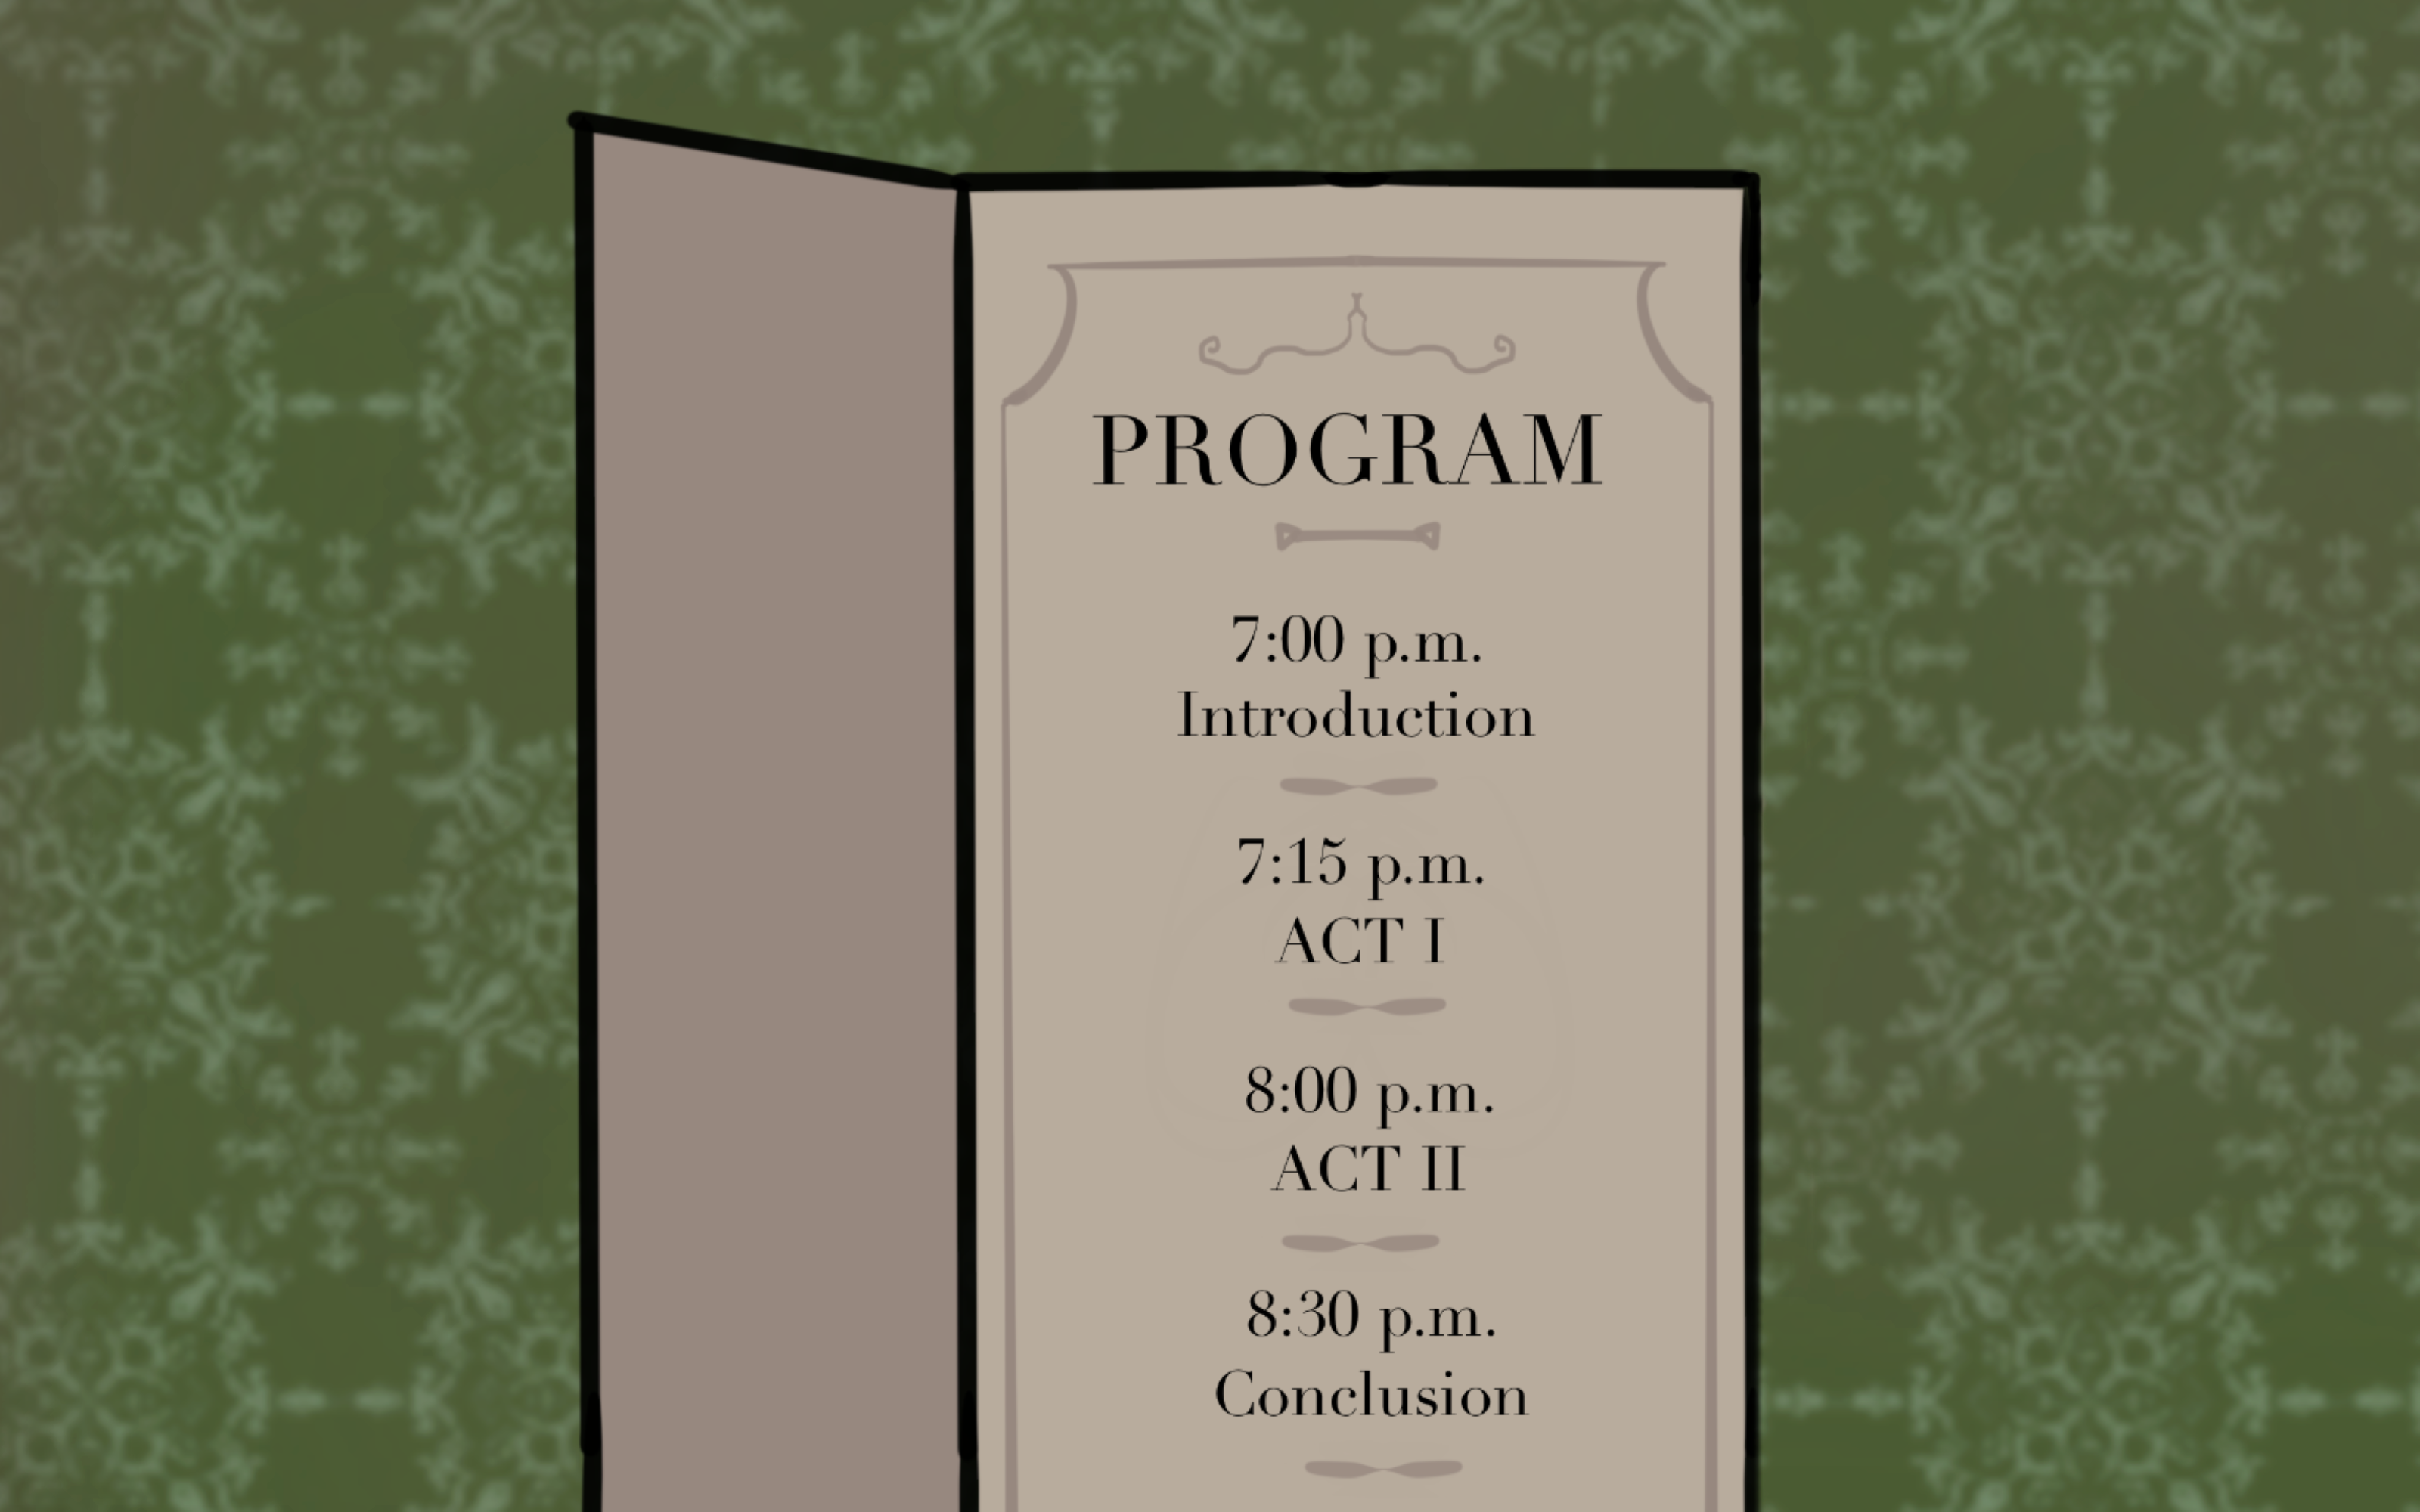 PROGRAM
7:00 p.m.
Introduction
7:15 p.m.
ACT I
8:00 p.m.
ACT II
8:30 p.m.
Conclusion